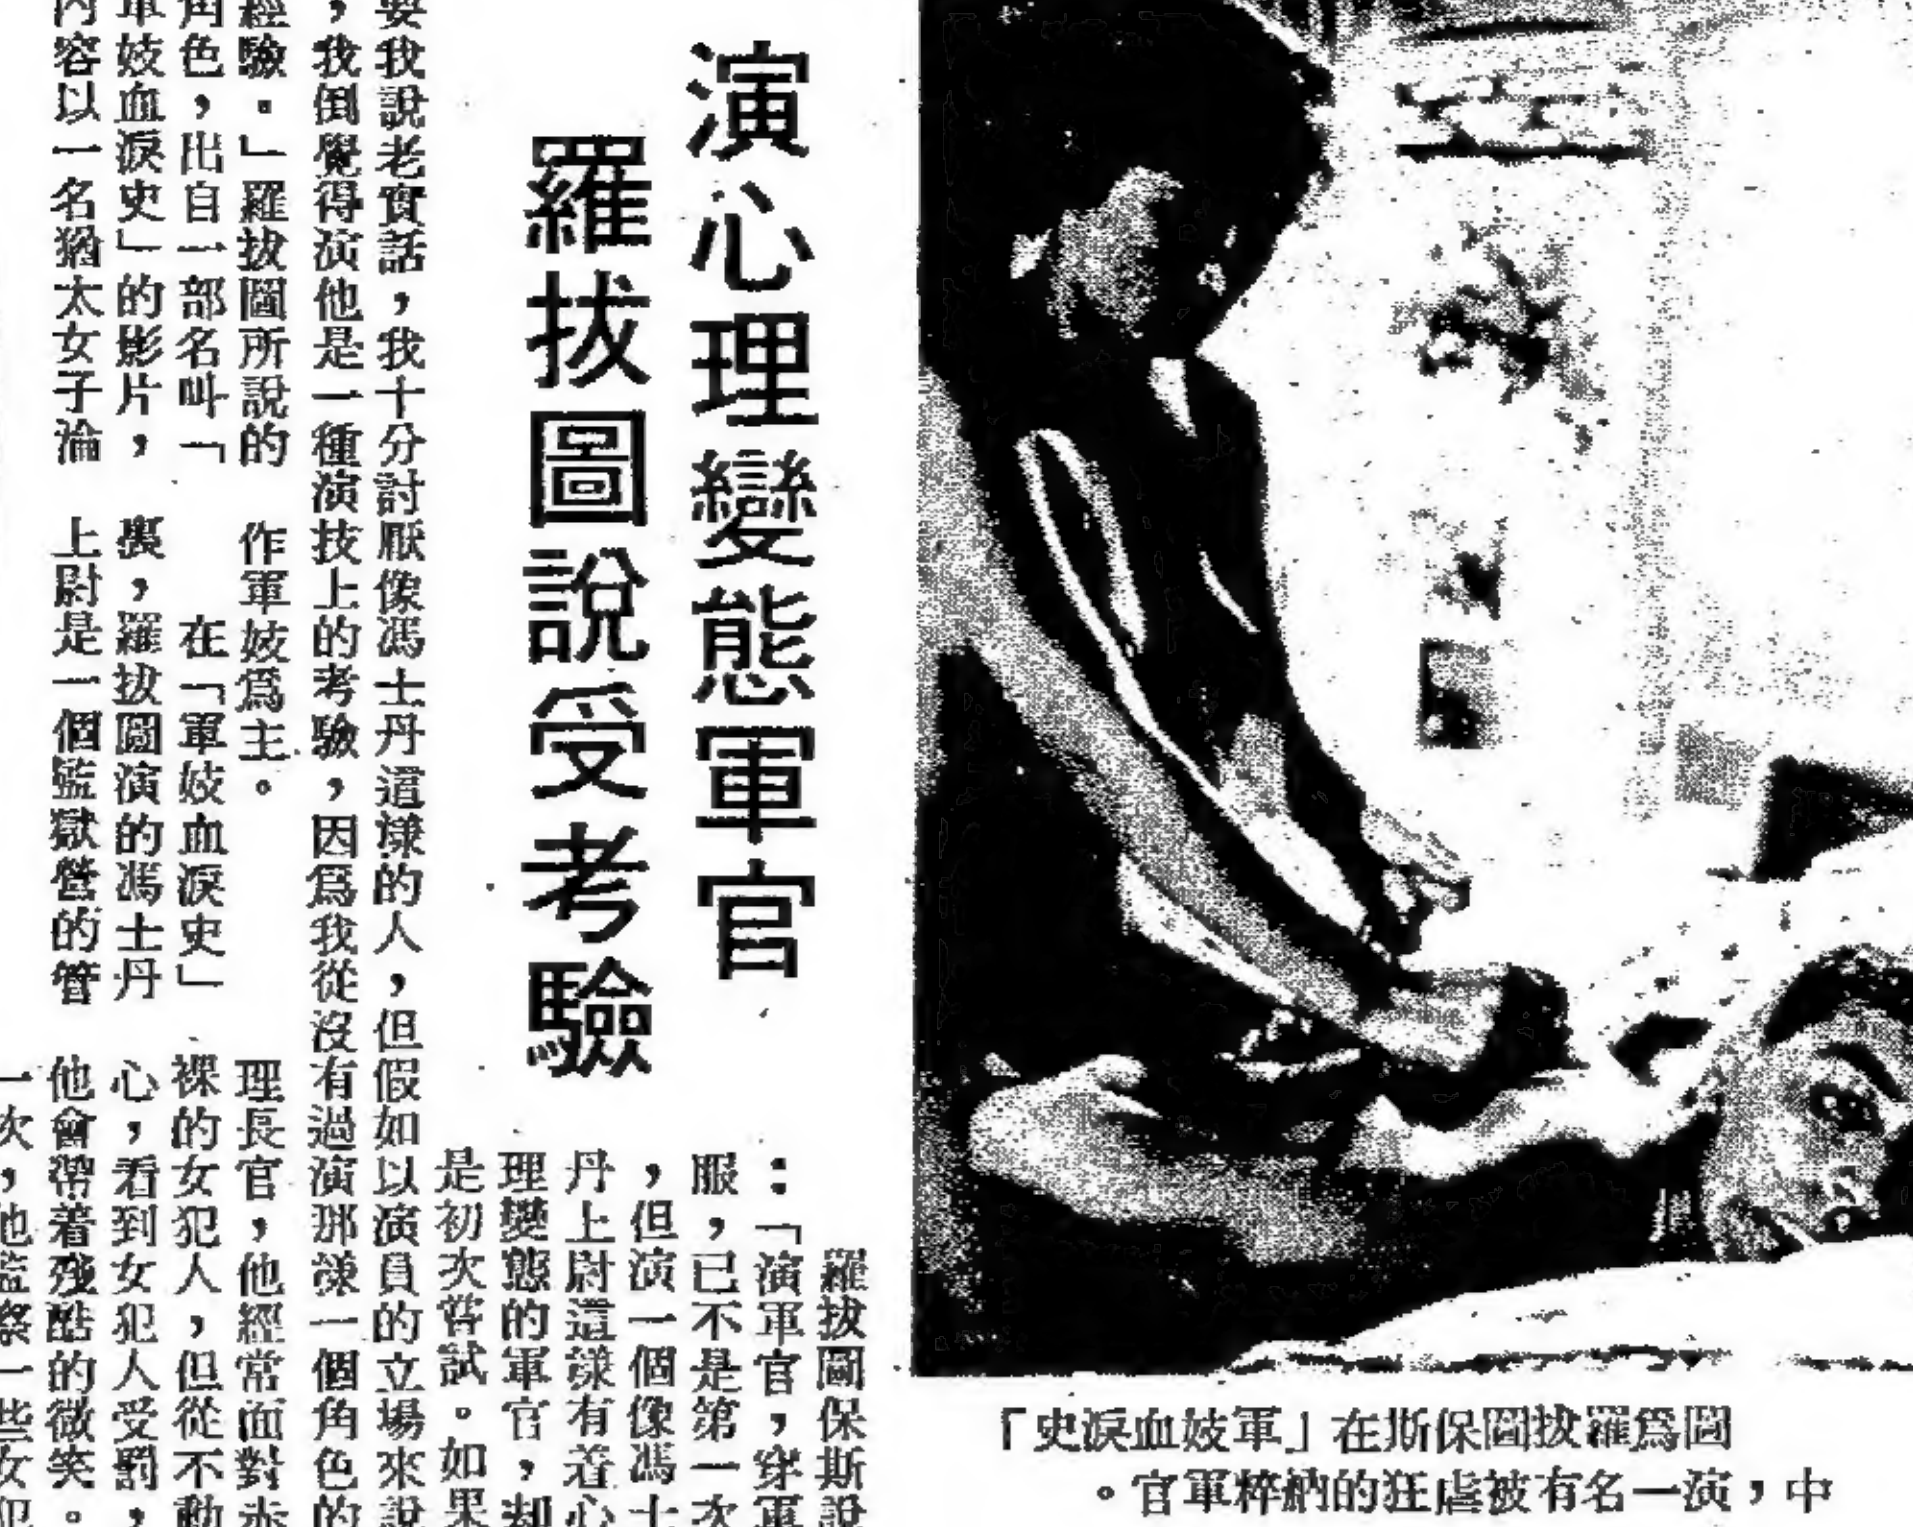 演心理變態軍官
羅拔圖說受考驗
圖爲羅拔圖保斯在「軍妓血淚史」
中，演一名有被虐狂的納粹軍官。
羅拔圖保斯說
：「演軍官，穿軍
服，已不是第一次
，但演一個像馮士
丹上尉這樣有着心
理變態的軍官，却
是初次嘗試。如果
要我說老實話，我十分討厭像馮士丹這樣的人，但假如以演員的立場來說
，我倒覺得演他是一種演技上的考驗，因爲我從沒有過演那樣一個角色的
經驗。」羅拔圖所說的
角色，出自一部名叫「
軍妓血淚史」的影片，
內容以一名猶太女子淪
作軍妓爲主。
在「軍妓血淚史」
裏，羅拔圖演的馮士丹
上尉是一個監獄營的管
理長官，他經常面對赤
裸的女犯人，但從不動
心，看到女犯人受罰，
他會帶着殘酷的微笑。
一次，他監察一些女犯